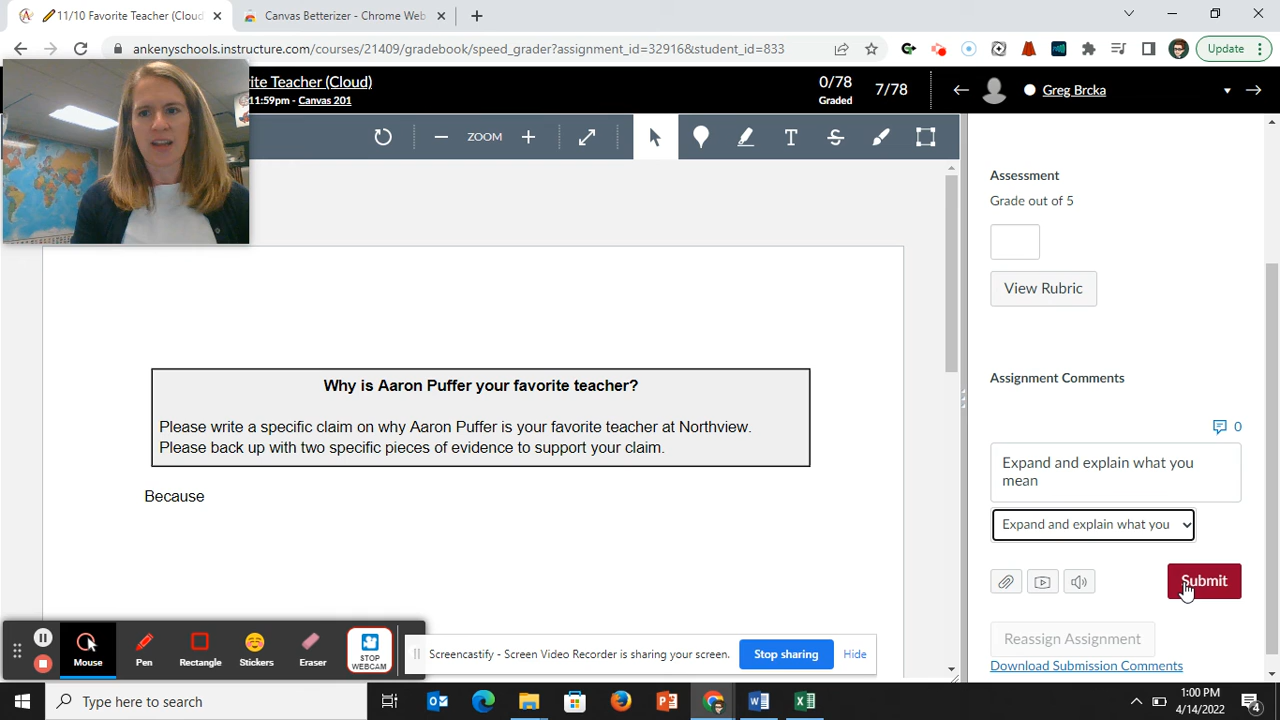 11/10 Favorite Teacher (Cloud
Canvas Betterizer - Chrome Web
ankenyschools.instructure.com/courses/21409/gradebook/speed_grader?assignment_id=32916&student_id=833
Update
ite Teacher (Cloud)
11:59pm - Canvas 201
0/78
Graded
7/78
Greg Brcka
ZOOM
T
Assessment
Grade out of 5
View Rubric
Why is Aaron Puffer your favorite teacher?
Please write a specific claim on why Aaron Puffer is your favorite teacher at Northview.
Please back up with two specific pieces of evidence to support your claim.
Because
Assignment Comments
0
Expand and explain what you
mean
Expand and explain what you
Submit
Reassign Assignment
Download Submission Comments
Mouse
Pen
Rectangle
Stickers
Eraser
STOP
WEBCAM
Screencastify - Screen Video Recorder is sharing your screen.
Stop sharing
Hide
Type here to search
1:00 PM
4/14/2022
4